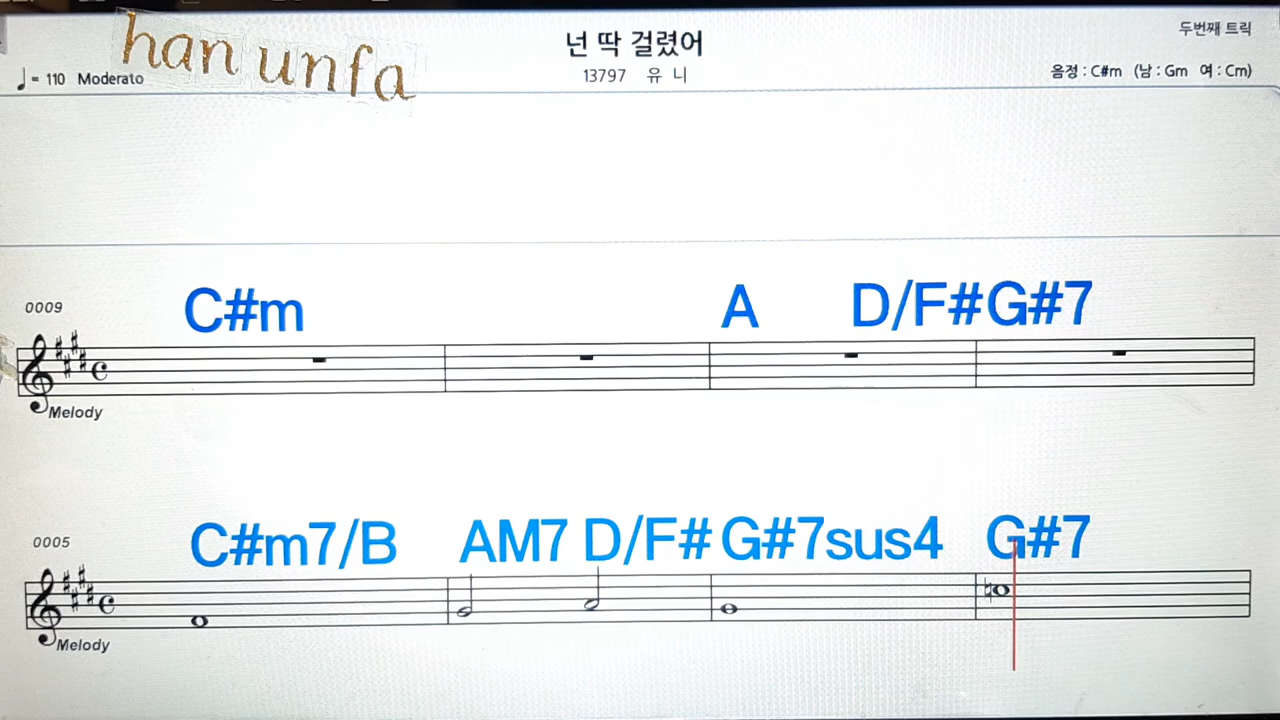 han unfa
넌 딱 걸렸어
두번째 트릭
♩= 110 Moderato
13797 유 니
음정 : C#m (남 : Gm 여 : Cm)
C#m A D/F# G#7
0009
Melody
C#m7/B AM7 D/F# G#7sus4 G#7
0005
Melody